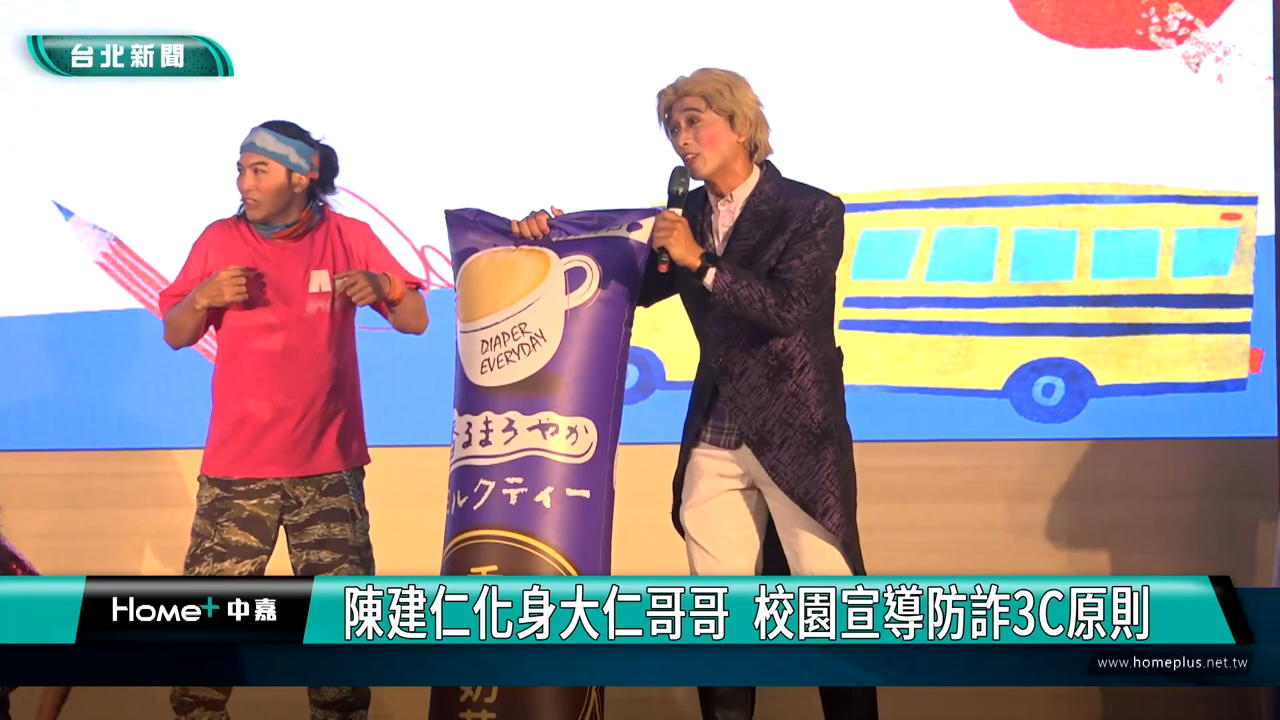 台北新聞
DIAPER
EVERYDAY
るまろやか
ルクティー
奶
Home+中嘉
陳建仁化身大仁哥哥 校園宣導防詐3C原則
www.homeplus.net.tw